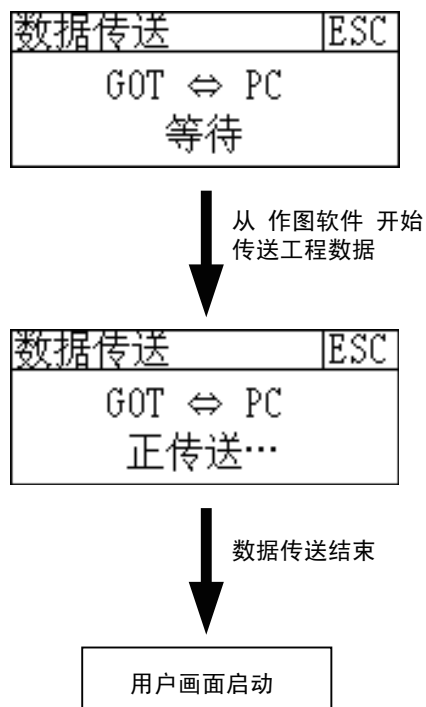 数据传送 ESC
GOT ⇔ PC
等待
从 作图软件 开始
传送工程数据
数据传送 ESC
GOT ⇔ PC
正传送…
数据传送结束
用户画面启动